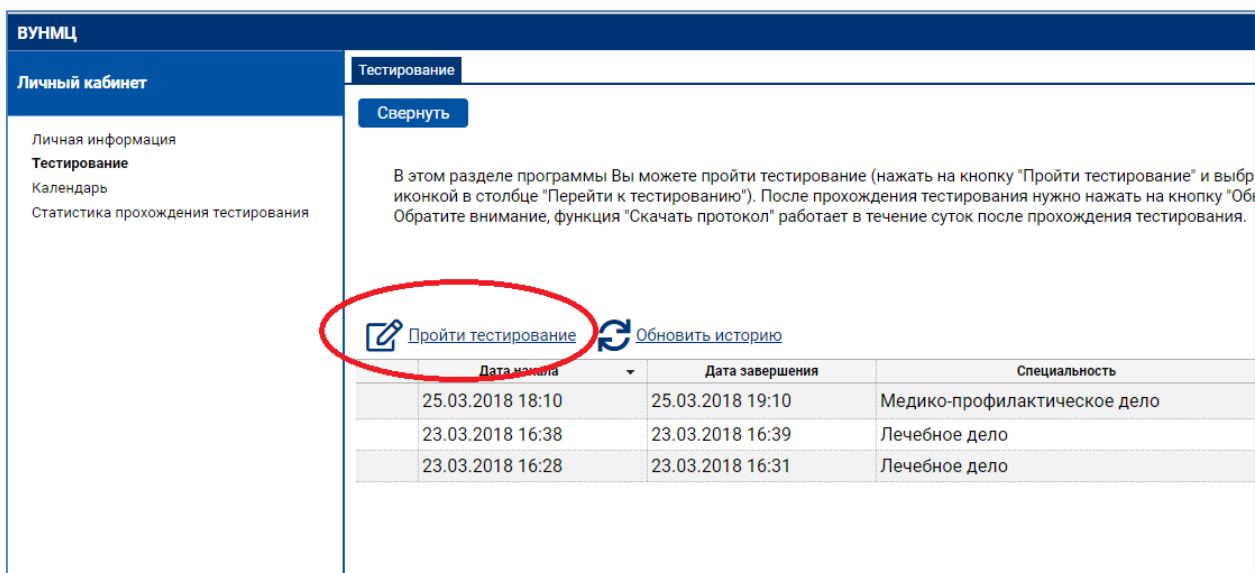 ВУНМЦ
Личный кабинет
Личная информация
Тестирование
Календарь
Статистика прохождения тестирования
Тестирование
Свернуть
В этом разделе программы Вы можете пройти тестирование (нажать на кнопку "Пройти тестирование" и выбр
иконкой в столбце "Перейти к тестированию"). После прохождения тестирования нужно нажать на кнопку "Обн
Обратите внимание, функция "Скачать протокол" работает в течение суток после прохождения тестирования.
Пройти тестирование Обновить историю
Дата начала Дата завершения Специальность
25.03.2018 18:10 25.03.2018 19:10 Медико-профилактическое дело
23.03.2018 16:38 23.03.2018 16:39 Лечебное дело
23.03.2018 16:28 23.03.2018 16:31 Лечебное дело